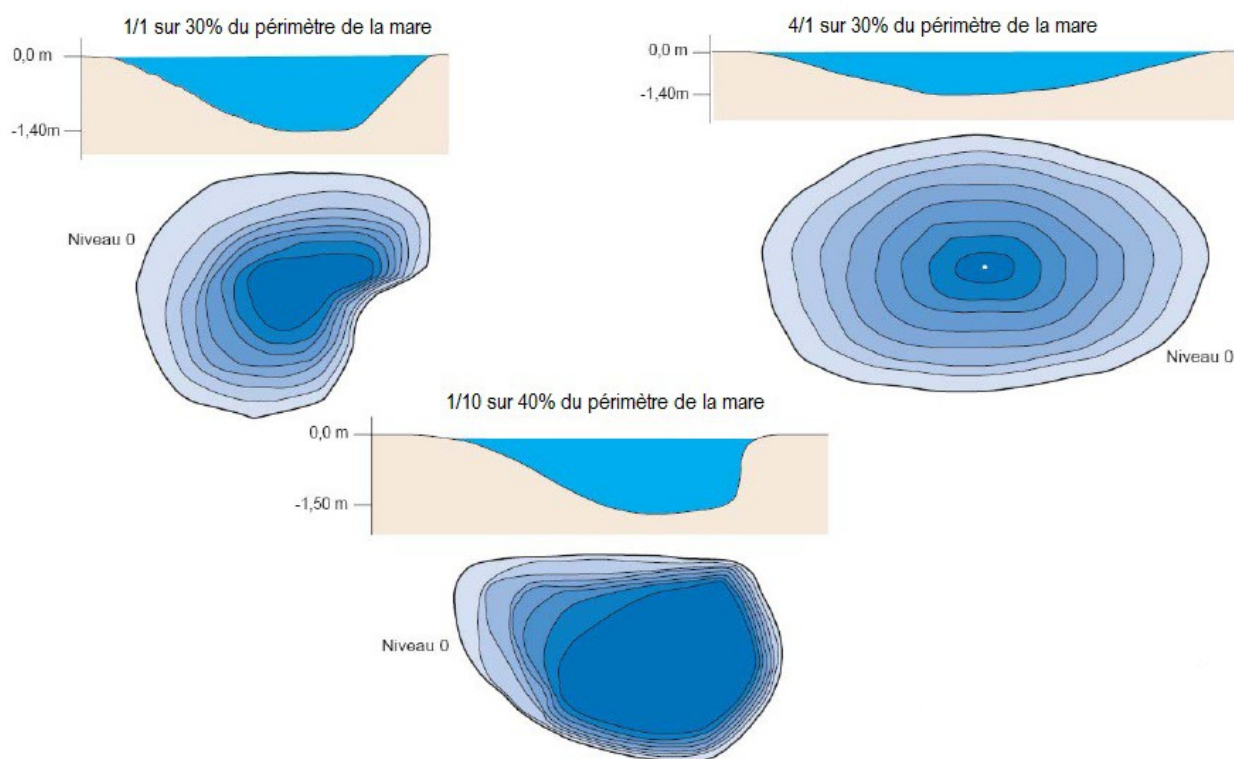 1/1 sur 30% du périmètre de la mare
0,0 m
-1,40m
Niveau 0
4/1 sur 30% du périmètre de la mare
0,0 m
-1,40m
Niveau 0
1/10 sur 40% du périmètre de la mare
0,0 m
-1,50 m
Niveau 0